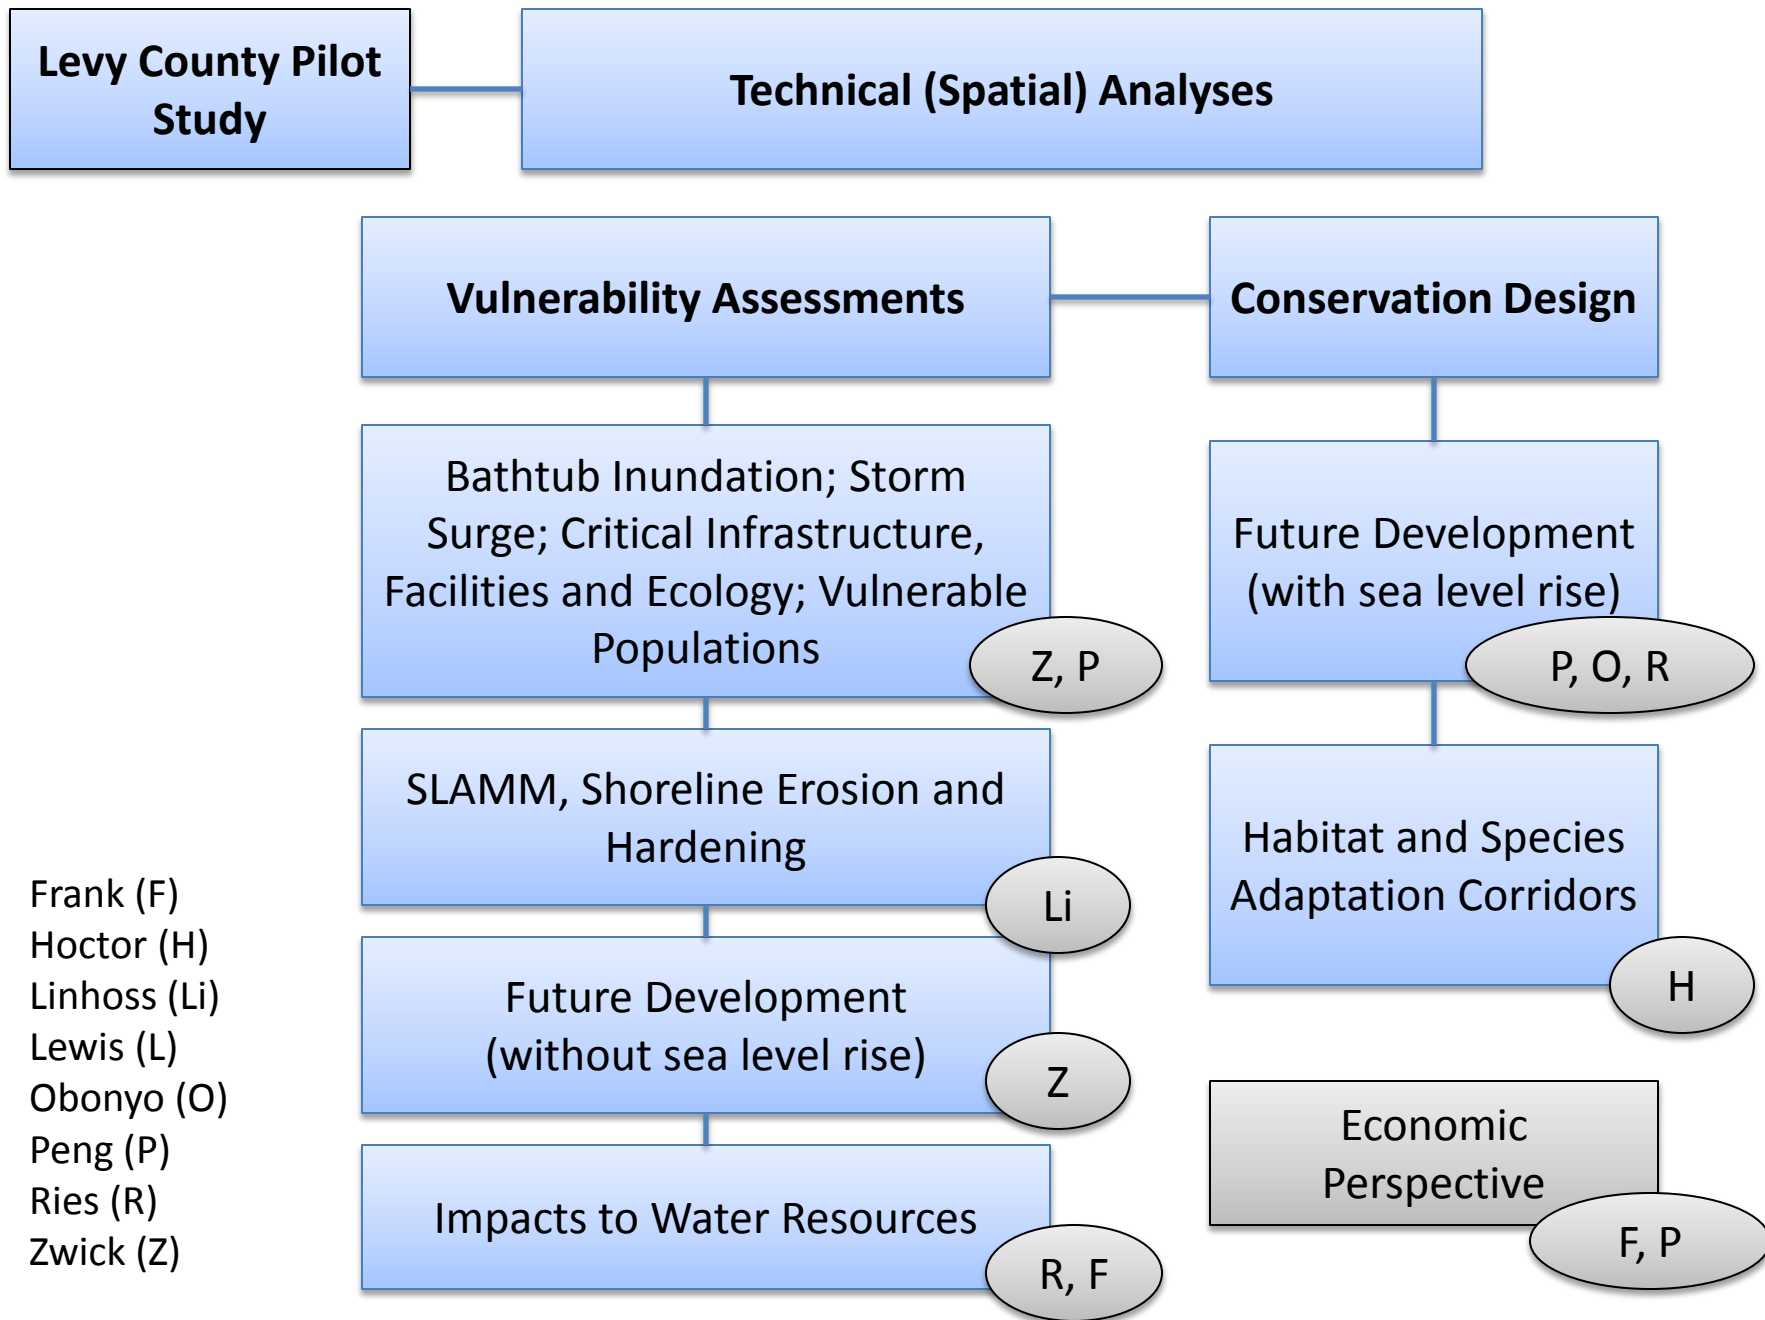 Levy County Pilot
Study
Technical (Spatial) Analyses
Vulnerability Assessments
Conservation Design
Bathtub Inundation; Storm
Surge; Critical Infrastructure,
Facilities and Ecology; Vulnerable
Populations
Z, P
SLAMM, Shoreline Erosion and
Hardening
Li
Future Development
(without sea level rise)
Z
Impacts to Water Resources
R, F
Future Development
(with sea level rise)
P, O, R
Habitat and Species
Adaptation Corridors
H
Economic
Perspective
F, P
Frank (F)
Hoctor (H)
Linhoss (Li)
Lewis (L)
Obonyo (O)
Peng (P)
Ries (R)
Zwick (Z)